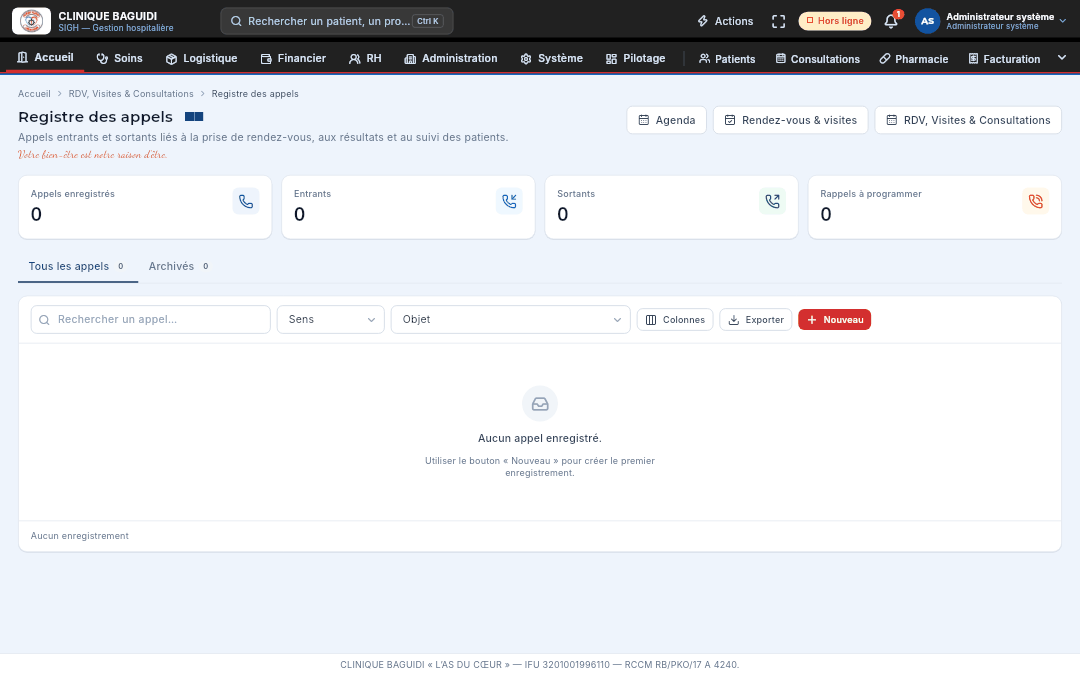 CLINIQUE BAGUIDI
SIGH — Gestion hospitalière
Rechercher un patient, un pro... Ctrl K
Actions
Hors ligne
1
AS
Administrateur système
Administrateur système
Accueil Soins Logistique Financier RH Administration Système Pilotage Patients Consultations Pharmacie Facturation
Accueil > RDV, Visites & Consultations > Registre des appels
Registre des appels
Appels entrants et sortants liés à la prise de rendez-vous, aux résultats et au suivi des patients.
Votre bien-être est notre raison d'être.
Agenda Rendez-vous & visites RDV, Visites & Consultations
Appels enregistrés
0
Entrants
0
Sortants
0
Rappels à programmer
0
Tous les appels 0 Archivés 0
Rechercher un appel... Sens Objet Colonnes Exporter + Nouveau
Aucun appel enregistré.
Utiliser le bouton « Nouveau » pour créer le premier
enregistrement.
Aucun enregistrement
CLINIQUE BAGUIDI « L'AS DU CŒUR » — IFU 3201001996110 — RCCM RB/PKO/17 A 4240.